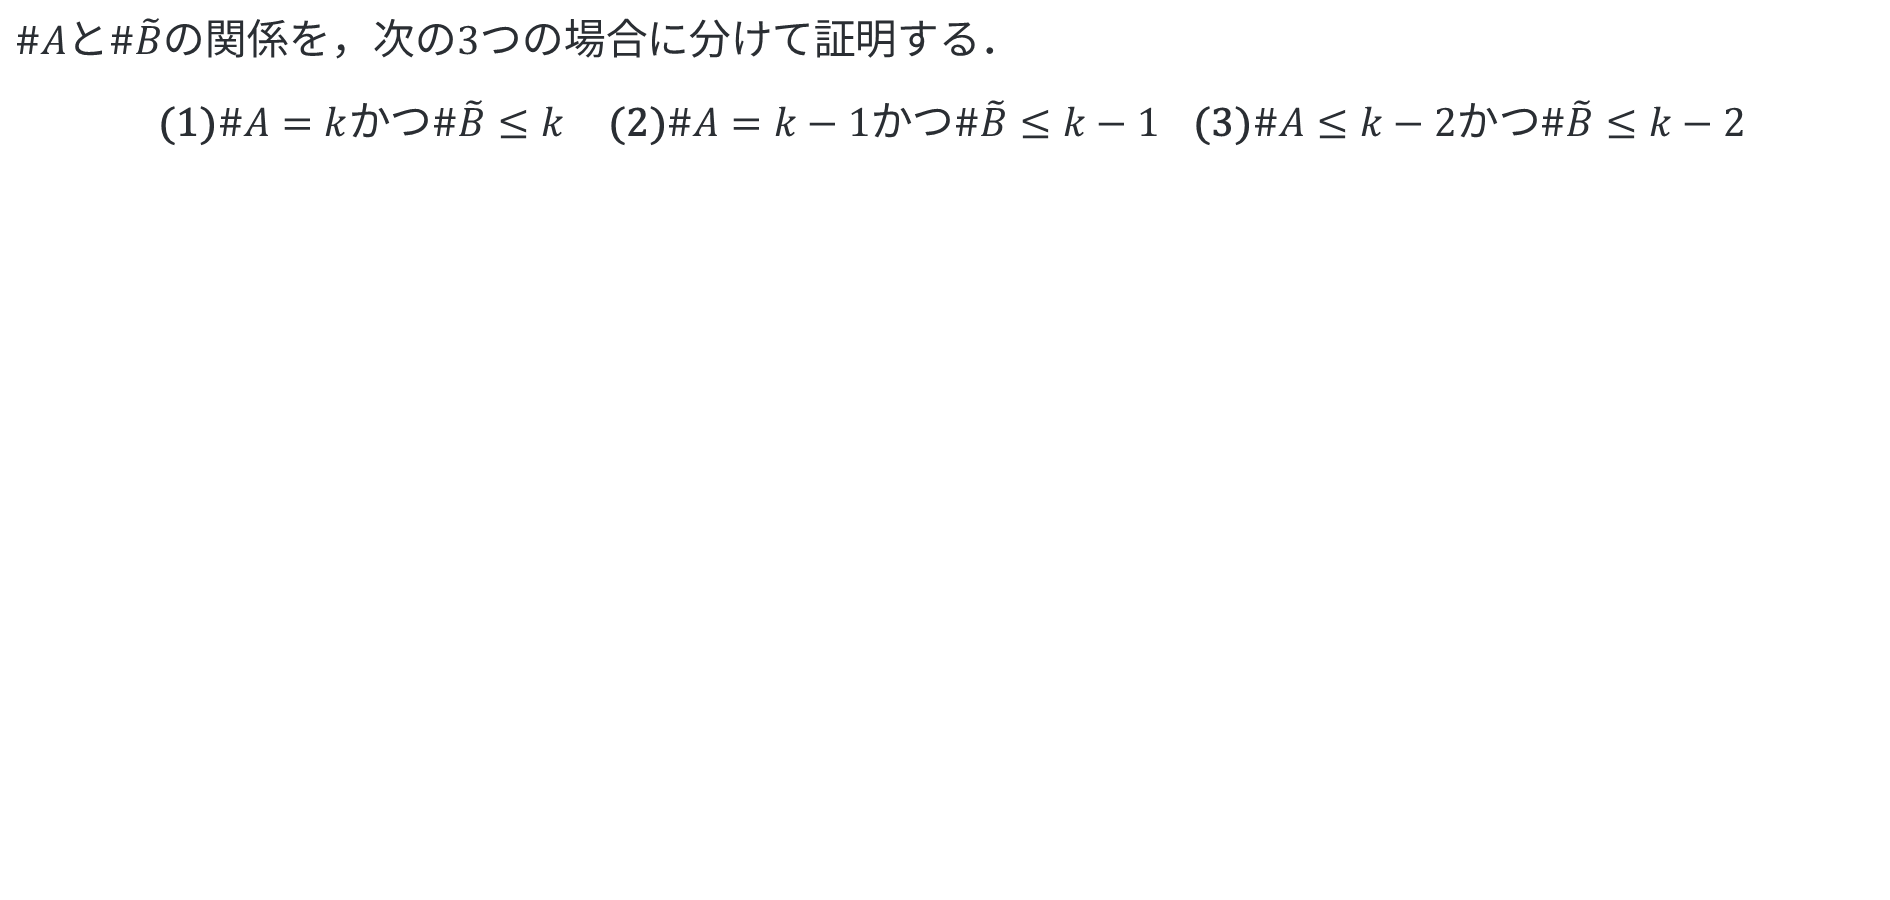 #Aと#B̃の関係を，次の3つの場合に分けて証明する．
(1)#A = kかつ#B̃ ≤ k (2)#A = k − 1かつ#B̃ ≤ k − 1 (3)#A ≤ k − 2かつ#B̃ ≤ k − 2